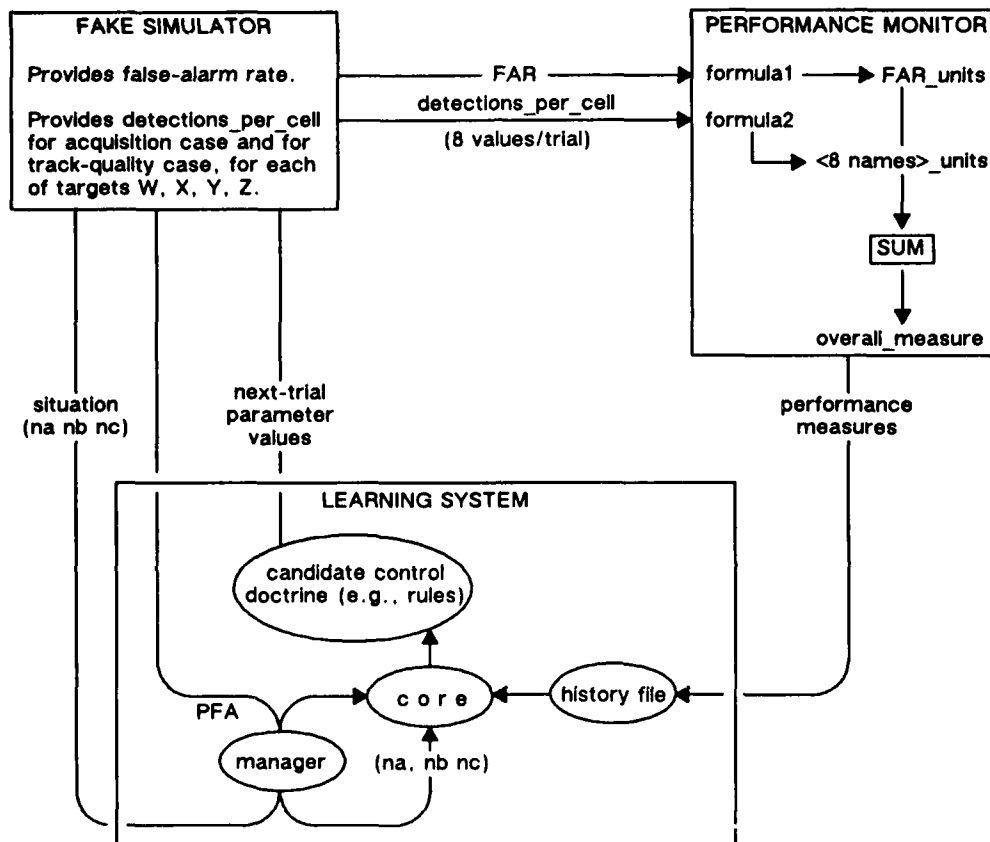 FAKE SIMULATOR
Provides false-alarm rate.
Provides detections_per_cell
for acquisition case and for
track-quality case, for each
of targets W, X, Y, Z.
FAR
detections_per_cell
(8 values/trial)
PERFORMANCE MONITOR
formula1
FAR_units
formula2
<8 names>_units
SUM
overall_measure
situation
(na nb nc)
next-trial
parameter
values
performance
measures
LEARNING SYSTEM
candidate control
doctrine (e.g., rules)
core
history file
PFA
manager
(na, nb nc)